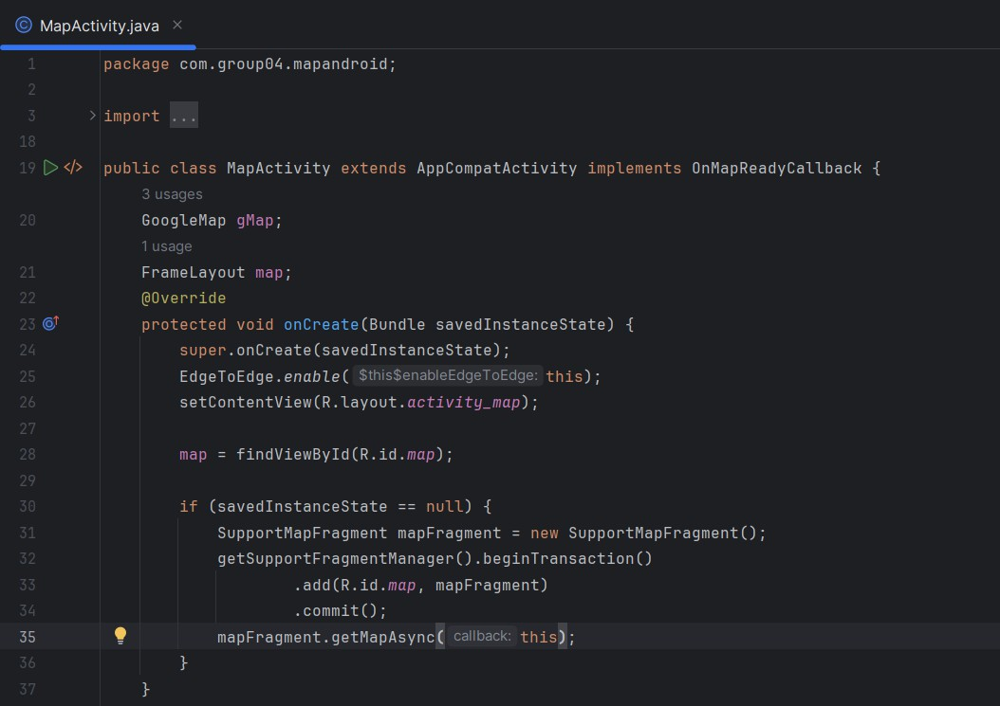 MapActivity.java
1 package com.group04.mapandroid;
2
3 import ...
18
19 public class MapActivity extends AppCompatActivity implements OnMapReadyCallback {
3 usages
20 GoogleMap gMap;
1 usage
21 FrameLayout map;
22 @Override
23 protected void onCreate(Bundle savedInstanceState) {
24 super.onCreate(savedInstanceState);
25 EdgeToEdge.enable( $this$enableEdgeToEdge: this);
26 setContentView(R.layout.activity_map);
27
28 map = findViewById(R.id.map);
29
30 if (savedInstanceState == null) {
31 SupportMapFragment mapFragment = new SupportMapFragment();
32 getSupportFragmentManager().beginTransaction()
33 .add(R.id.map, mapFragment)
34 .commit();
35 mapFragment.getMapAsync( callback: this);
36 }
37 }